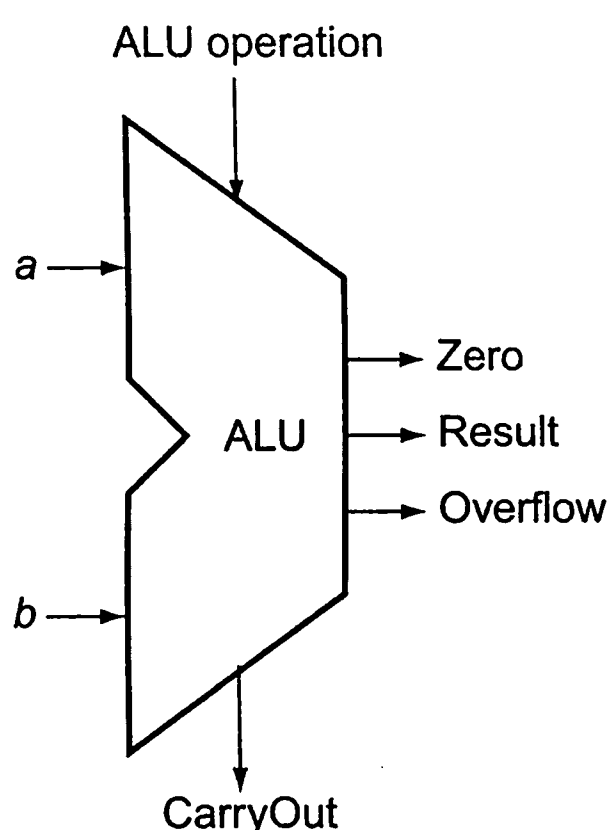 ALU operation
a
Zero
ALU
Result
Overflow
b
CarryOut